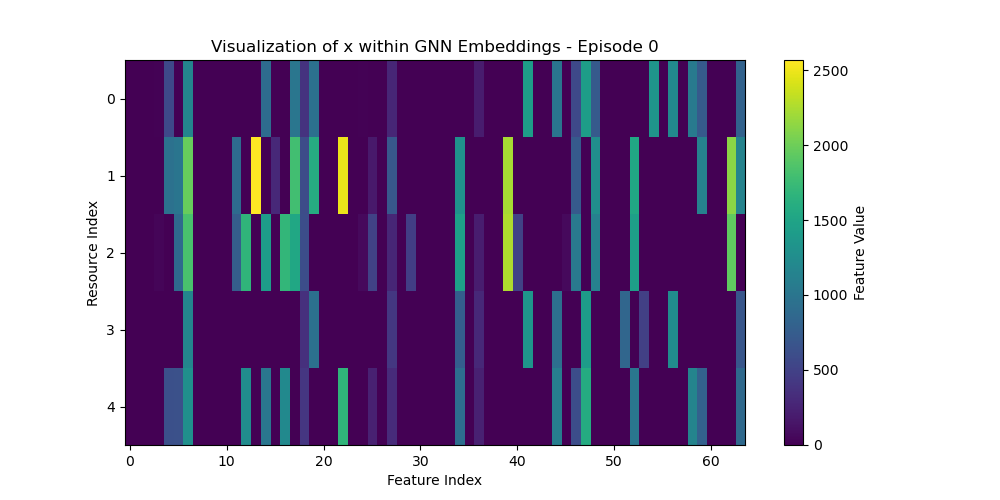 Visualization of x within GNN Embeddings - Episode 0
Resource Index
0
1
2
3
4
0 10 20 30 40 50 60
Feature Index
2500
2000
1500
1000
500
0
Feature Value